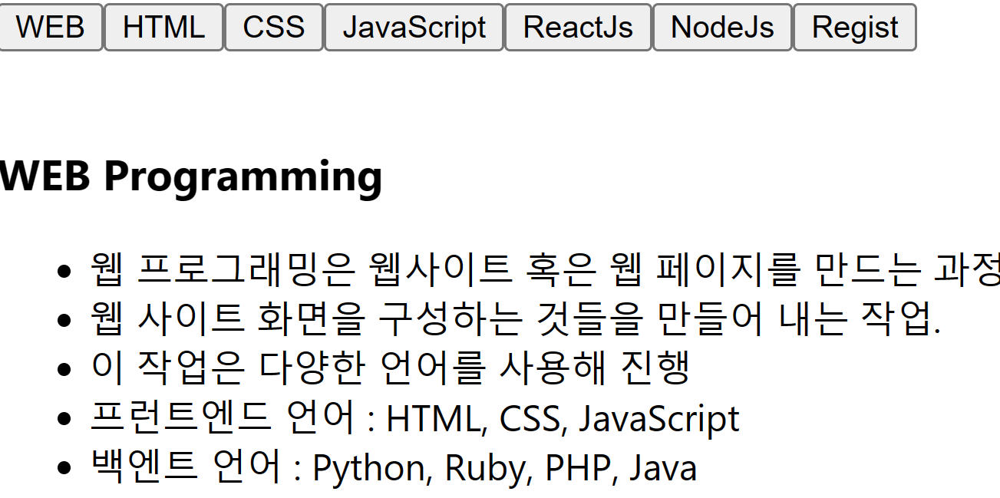 WEB HTML CSS JavaScript ReactJs NodeJs Regist
WEB Programming
웹 프로그래밍은 웹사이트 혹은 웹 페이지를 만드는 과정
웹 사이트 화면을 구성하는 것들을 만들어 내는 작업.
이 작업은 다양한 언어를 사용해 진행
프런트엔드 언어 : HTML, CSS, JavaScript
백엔트 언어 : Python, Ruby, PHP, Java